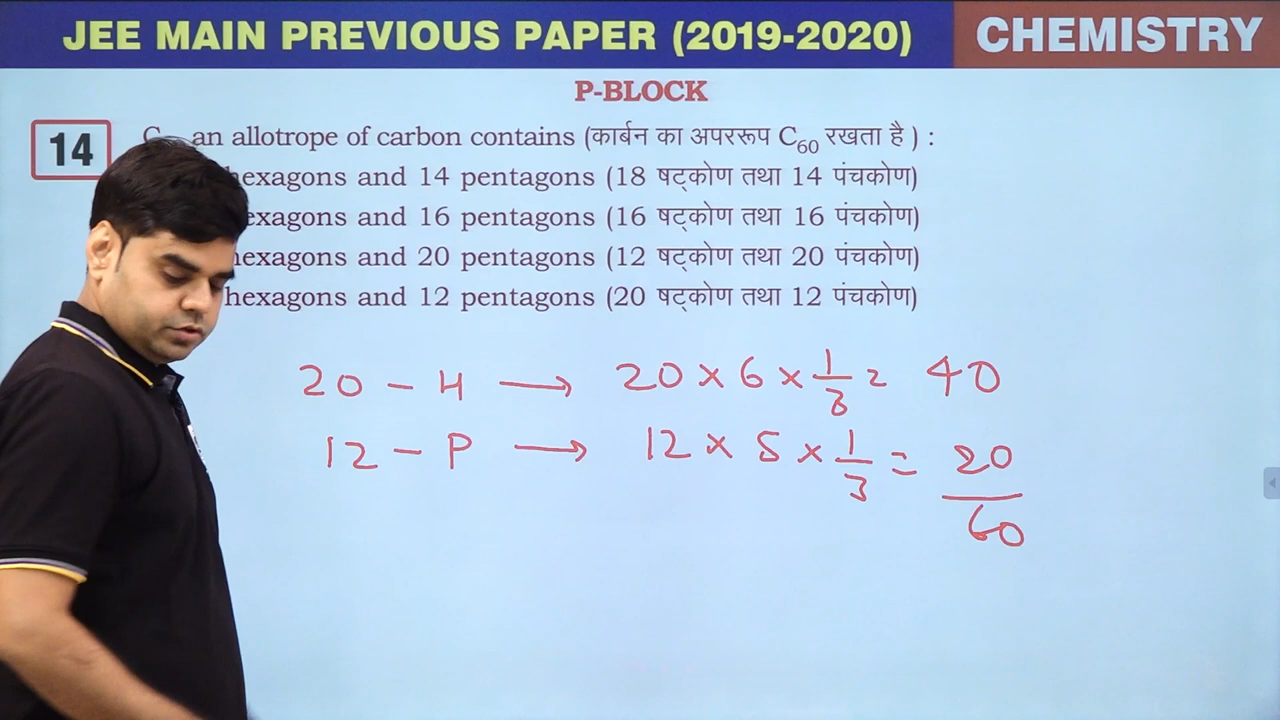 JEE MAIN PREVIOUS PAPER (2019-2020) CHEMISTRY
P-BLOCK
14 an allotrope of carbon contains (कार्बन का अपररूप C₆₀ रखता है ) :
hexagons and 14 pentagons (18 षट्कोण तथा 14 पंचकोण)
hexagons and 16 pentagons (16 षट्कोण तथा 16 पंचकोण)
hexagons and 20 pentagons (12 षट्कोण तथा 20 पंचकोण)
hexagons and 12 pentagons (20 षट्कोण तथा 12 पंचकोण)
20 – H → 20 × 6 × 1/3 = 40
12 – P → 12 × 5 × 1/3 = 20
60